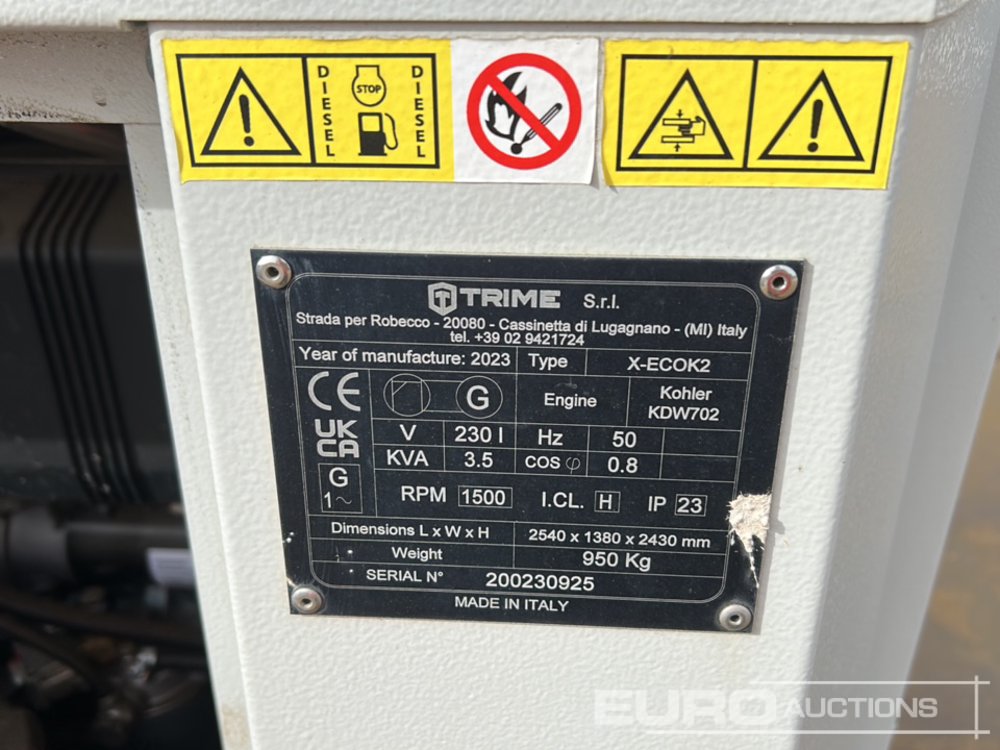 DIESEL STOP DIESEL
TRIME S.r.l.
Strada per Robecco - 20080 - Cassinetta di Lugagnano - (MI) Italy
tel. +39 02 9421724
Year of manufacture: 2023 Type X-ECOK2
CE G Engine Kohler KDW702
UK CA V 230 I Hz 50
KVA 3.5 COS φ 0.8
G 1~ RPM 1500 I.CL. H IP 23
Dimensions L x W x H 2540 x 1380 x 2430 mm
Weight 950 Kg
SERIAL N° 200230925
MADE IN ITALY
EURO AUCTIONS